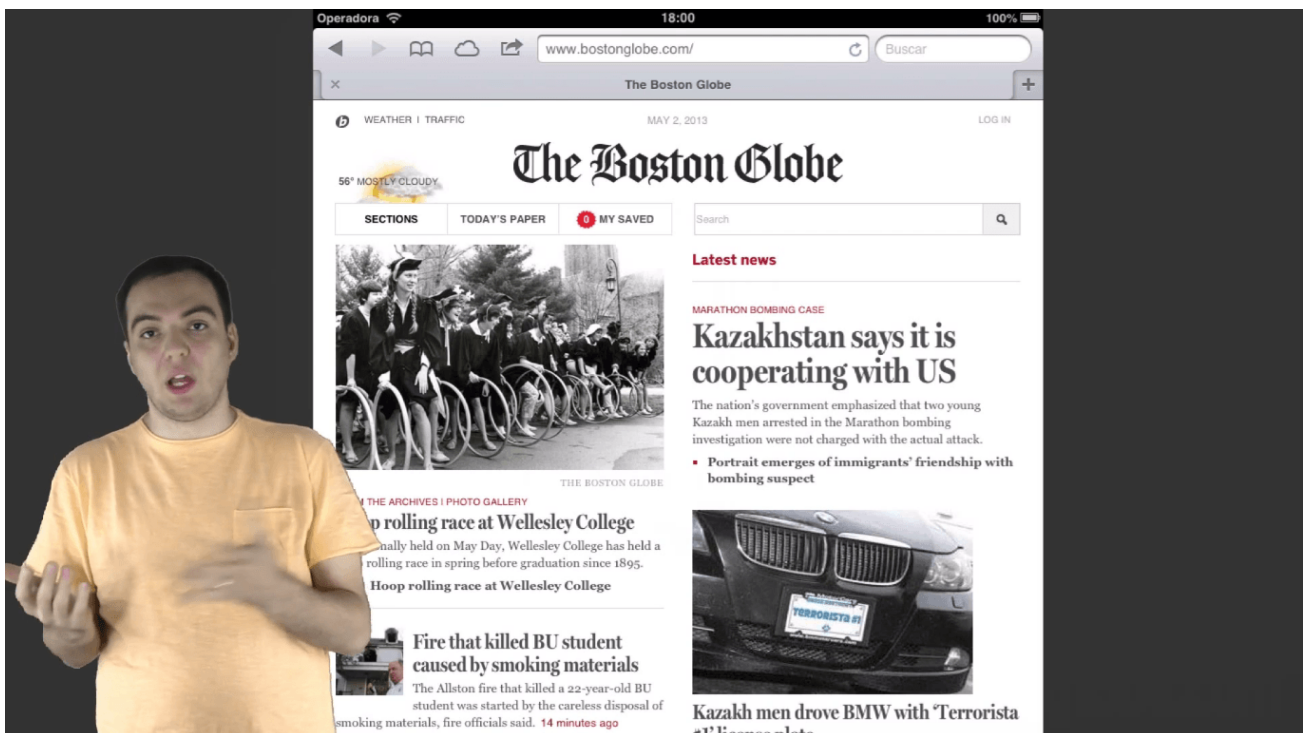 Operadora 18:00 100%
www.bostonglobe.com/ Buscar
The Boston Globe
WEATHER | TRAFFIC MAY 2, 2013 LOG IN
The Boston Globe
56° MOSTLY CLOUDY
SECTIONS TODAY'S PAPER 0 MY SAVED Search
Latest news
THE BOSTON GLOBE
THE ARCHIVES | PHOTO GALLERY
rolling race at Wellesley College
held on May Day, Wellesley College has held a
rolling race in spring before graduation since 1895.
Hoop rolling race at Wellesley College
Fire that killed BU student
caused by smoking materials
The Allston fire that killed a 22-year-old BU
student was started by the careless disposal of
smoking materials, fire officials said. 14 minutes ago
MARATHON BOMBING CASE
Kazakhstan says it is
cooperating with US
The nation's government emphasized that two young
Kazakh men arrested in the Marathon bombing
investigation were not charged with the actual attack.
Portrait emerges of immigrants' friendship with
bombing suspect
TERRORISTA #1
Kazakh men drove BMW with 'Terrorista
#1' license plate